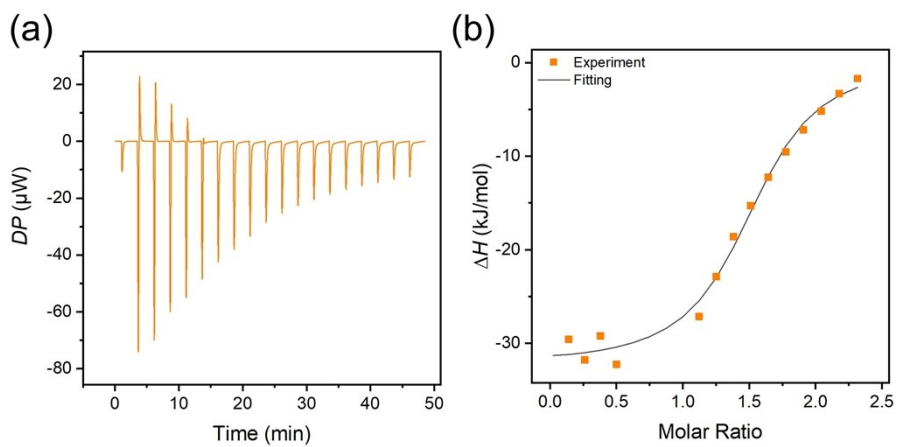 (a)
20
0
-20
-40
-60
-80
DP (µW)
0 10 20 30 40 50
Time (min)
(b)
Experiment
Fitting
0
-10
-20
-30
ΔH (kJ/mol)
0.0 0.5 1.0 1.5 2.0 2.5
Molar Ratio